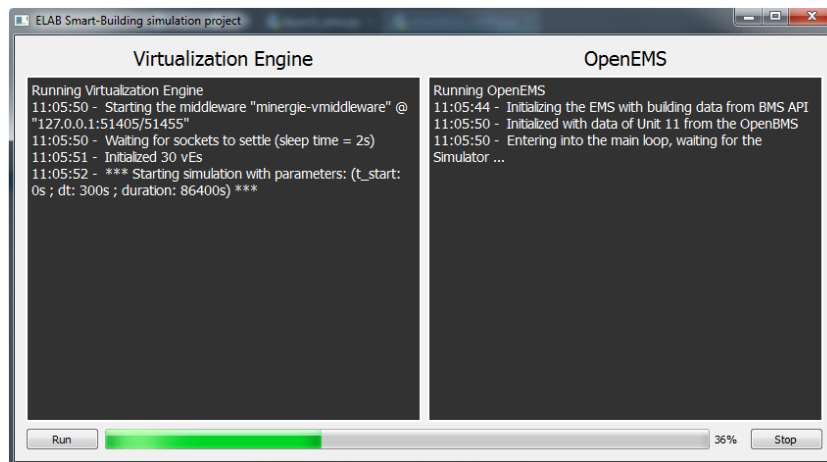 ELAB Smart-Building simulation project
Virtualization Engine
Running Virtualization Engine
11:05:50 - Starting the middleware "minergie-vmiddleware" @
"127.0.0.1:51405/51455"
11:05:50 - Waiting for sockets to settle (sleep time = 2s)
11:05:51 - Initialized 30 vEs
11:05:52 - *** Starting simulation with parameters: (t_start:
0s ; dt: 300s ; duration: 86400s) ***
OpenEMS
Running OpenEMS
11:05:44 - Initializing the EMS with building data from BMS API
11:05:50 - Initialized with data of Unit 11 from the OpenBMS
11:05:50 - Entering into the main loop, waiting for the
Simulator ...
Run
36%
Stop